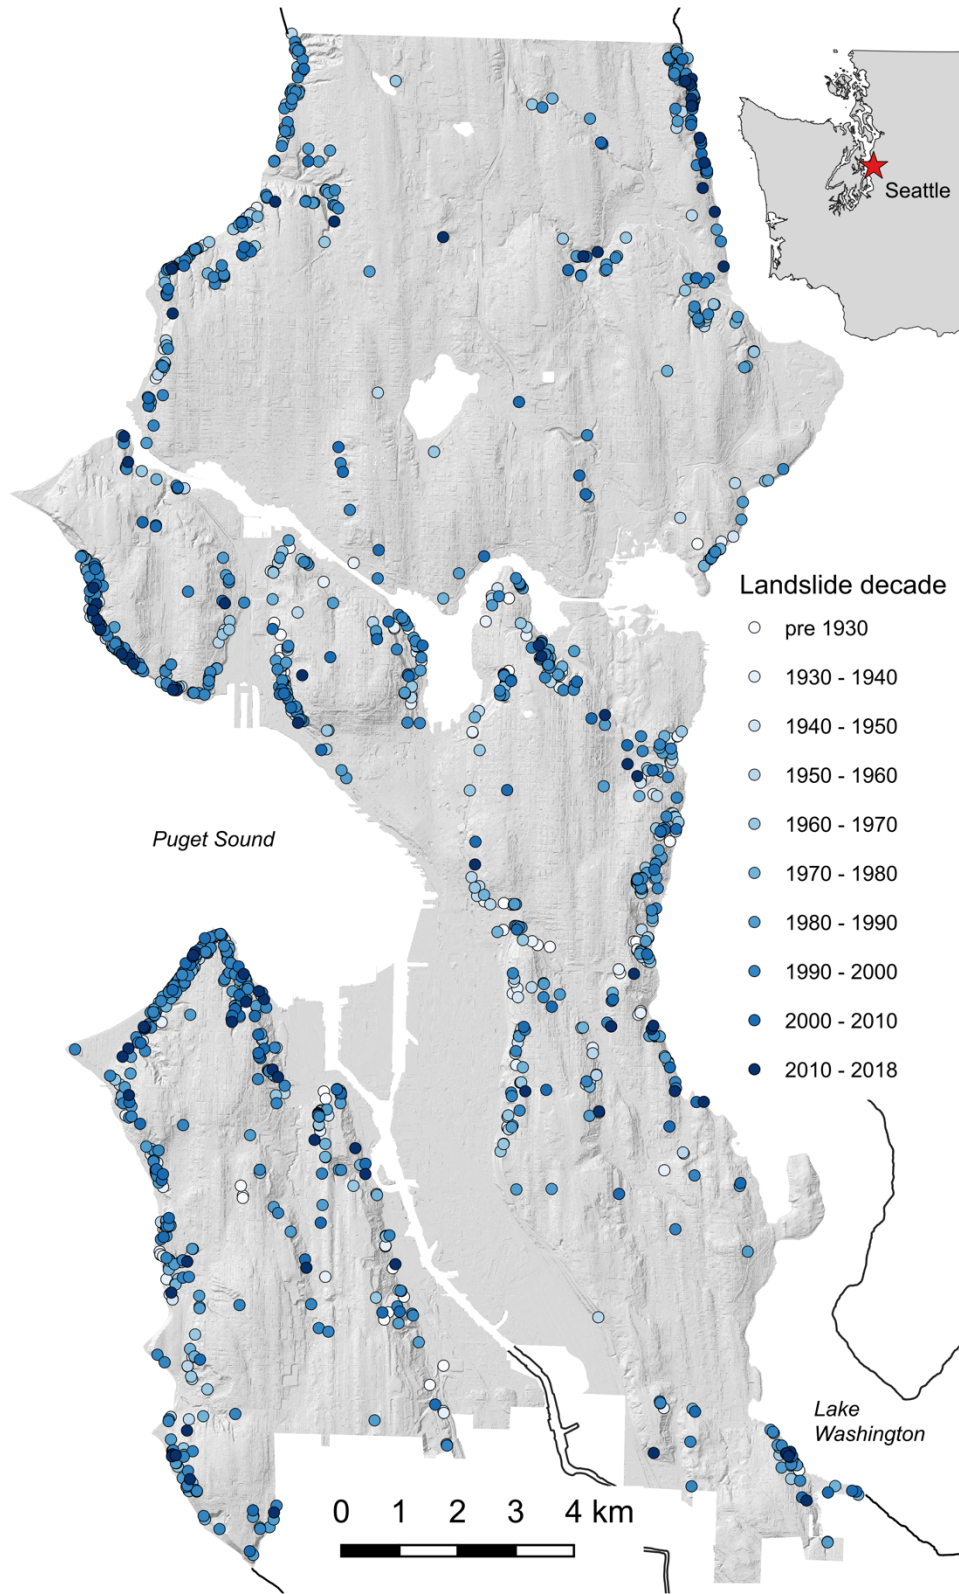 Seattle
Landslide decade
pre 1930
1930 - 1940
1940 - 1950
1950 - 1960
1960 - 1970
1970 - 1980
1980 - 1990
1990 - 2000
2000 - 2010
2010 - 2018
Puget Sound
Lake
Washington
0 1 2 3 4 km